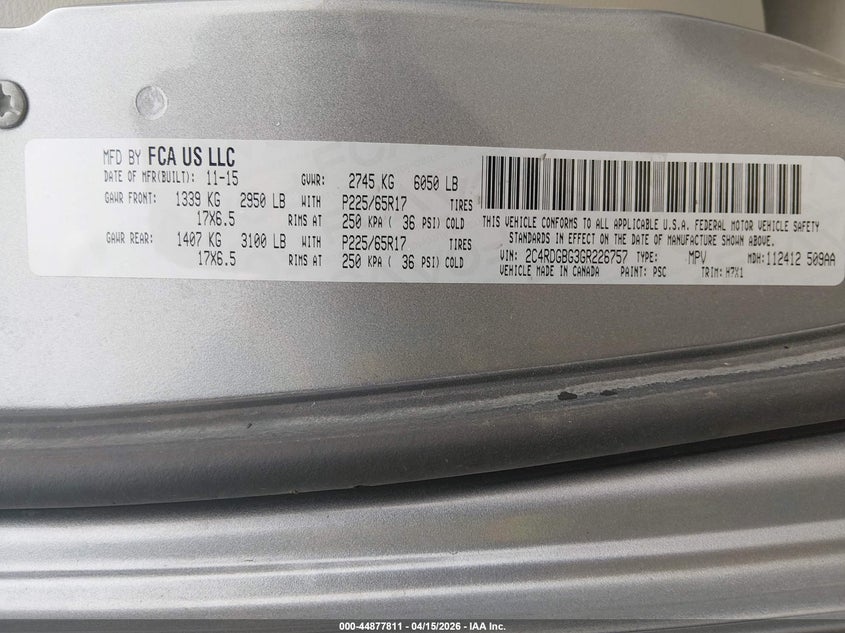 MFD BY FCA US LLC
DATE OF MFR(BUILT): 11-15 GVWR: 2745 KG 6050 LB
GAWR FRONT: 1339 KG 2950 LB WITH P225/65R17 TIRES
17X6.5 RIMS AT 250 KPA ( 36 PSI) COLD
GAWR REAR: 1407 KG 3100 LB WITH P225/65R17 TIRES
17X6.5 RIMS AT 250 KPA ( 36 PSI) COLD
THIS VEHICLE CONFORMS TO ALL APPLICABLE U.S.A. FEDERAL MOTOR VEHICLE SAFETY
STANDARDS IN EFFECT ON THE DATE OF MANUFACTURE SHOWN ABOVE.
VIN: 2C4RDGBG3GR226757 TYPE: MPV MDH: 112412 509AA
VEHICLE MADE IN CANADA PAINT: PSC TRIM: H7X1
000-44877811 - 04/15/2026 - IAA Inc.